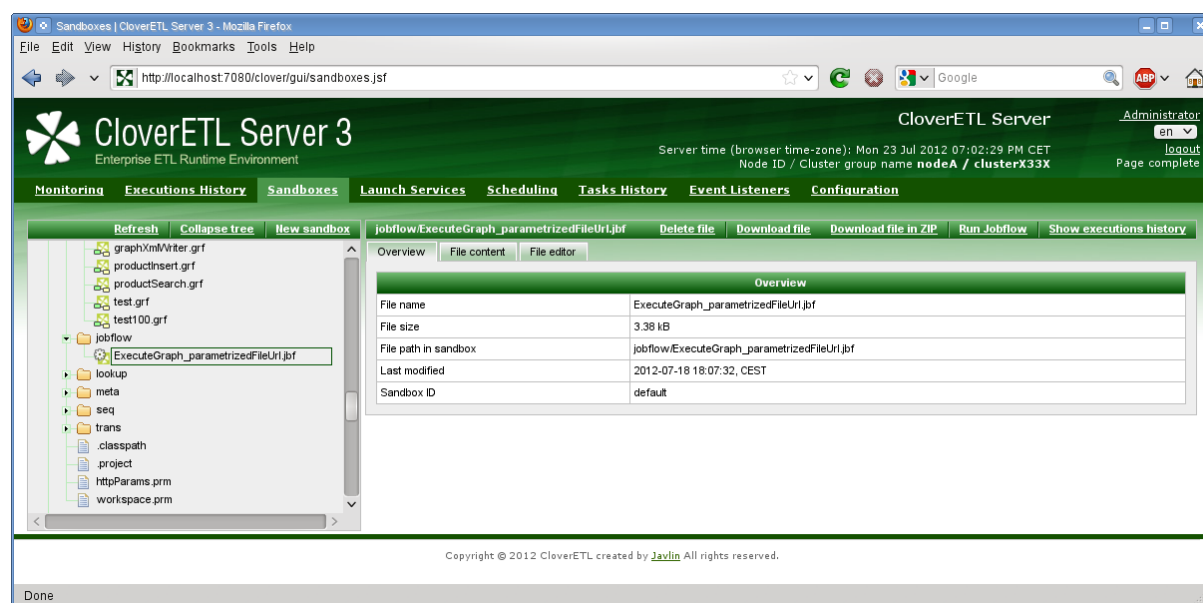 Sandboxes | CloverETL Server 3 - Mozilla Firefox
File Edit View History Bookmarks Tools Help
http://localhost:7080/clover/gui/sandboxes.jsf
Google
ABP
CloverETL Server 3
Enterprise ETL Runtime Environment
CloverETL Server
Server time (browser time-zone): Mon 23 Jul 2012 07:02:29 PM CET
Node ID / Cluster group name nodeA / clusterX33X
Administrator
en
logout
Page complete
Monitoring Executions History Sandboxes Launch Services Scheduling Tasks History Event Listeners Configuration
Refresh Collapse tree New sandbox
graphXmlWriter.grf
productInsert.grf
productSearch.grf
test.grf
test100.grf
jobflow
ExecuteGraph_parametrizedFileUrl.jbf
lookup
meta
seq
trans
.classpath
.project
httpParams.prm
workspace.prm
jobflow/ExecuteGraph_parametrizedFileUrl.jbf Delete file Download file Download file in ZIP Run Jobflow Show executions history
Overview File content File editor
Overview
File name ExecuteGraph_parametrizedFileUrl.jbf
File size 3.38 kB
File path in sandbox jobflow/ExecuteGraph_parametrizedFileUrl.jbf
Last modified 2012-07-18 18:07:32, CEST
Sandbox ID default
Copyright © 2012 CloverETL created by Javlin All rights reserved.
Done